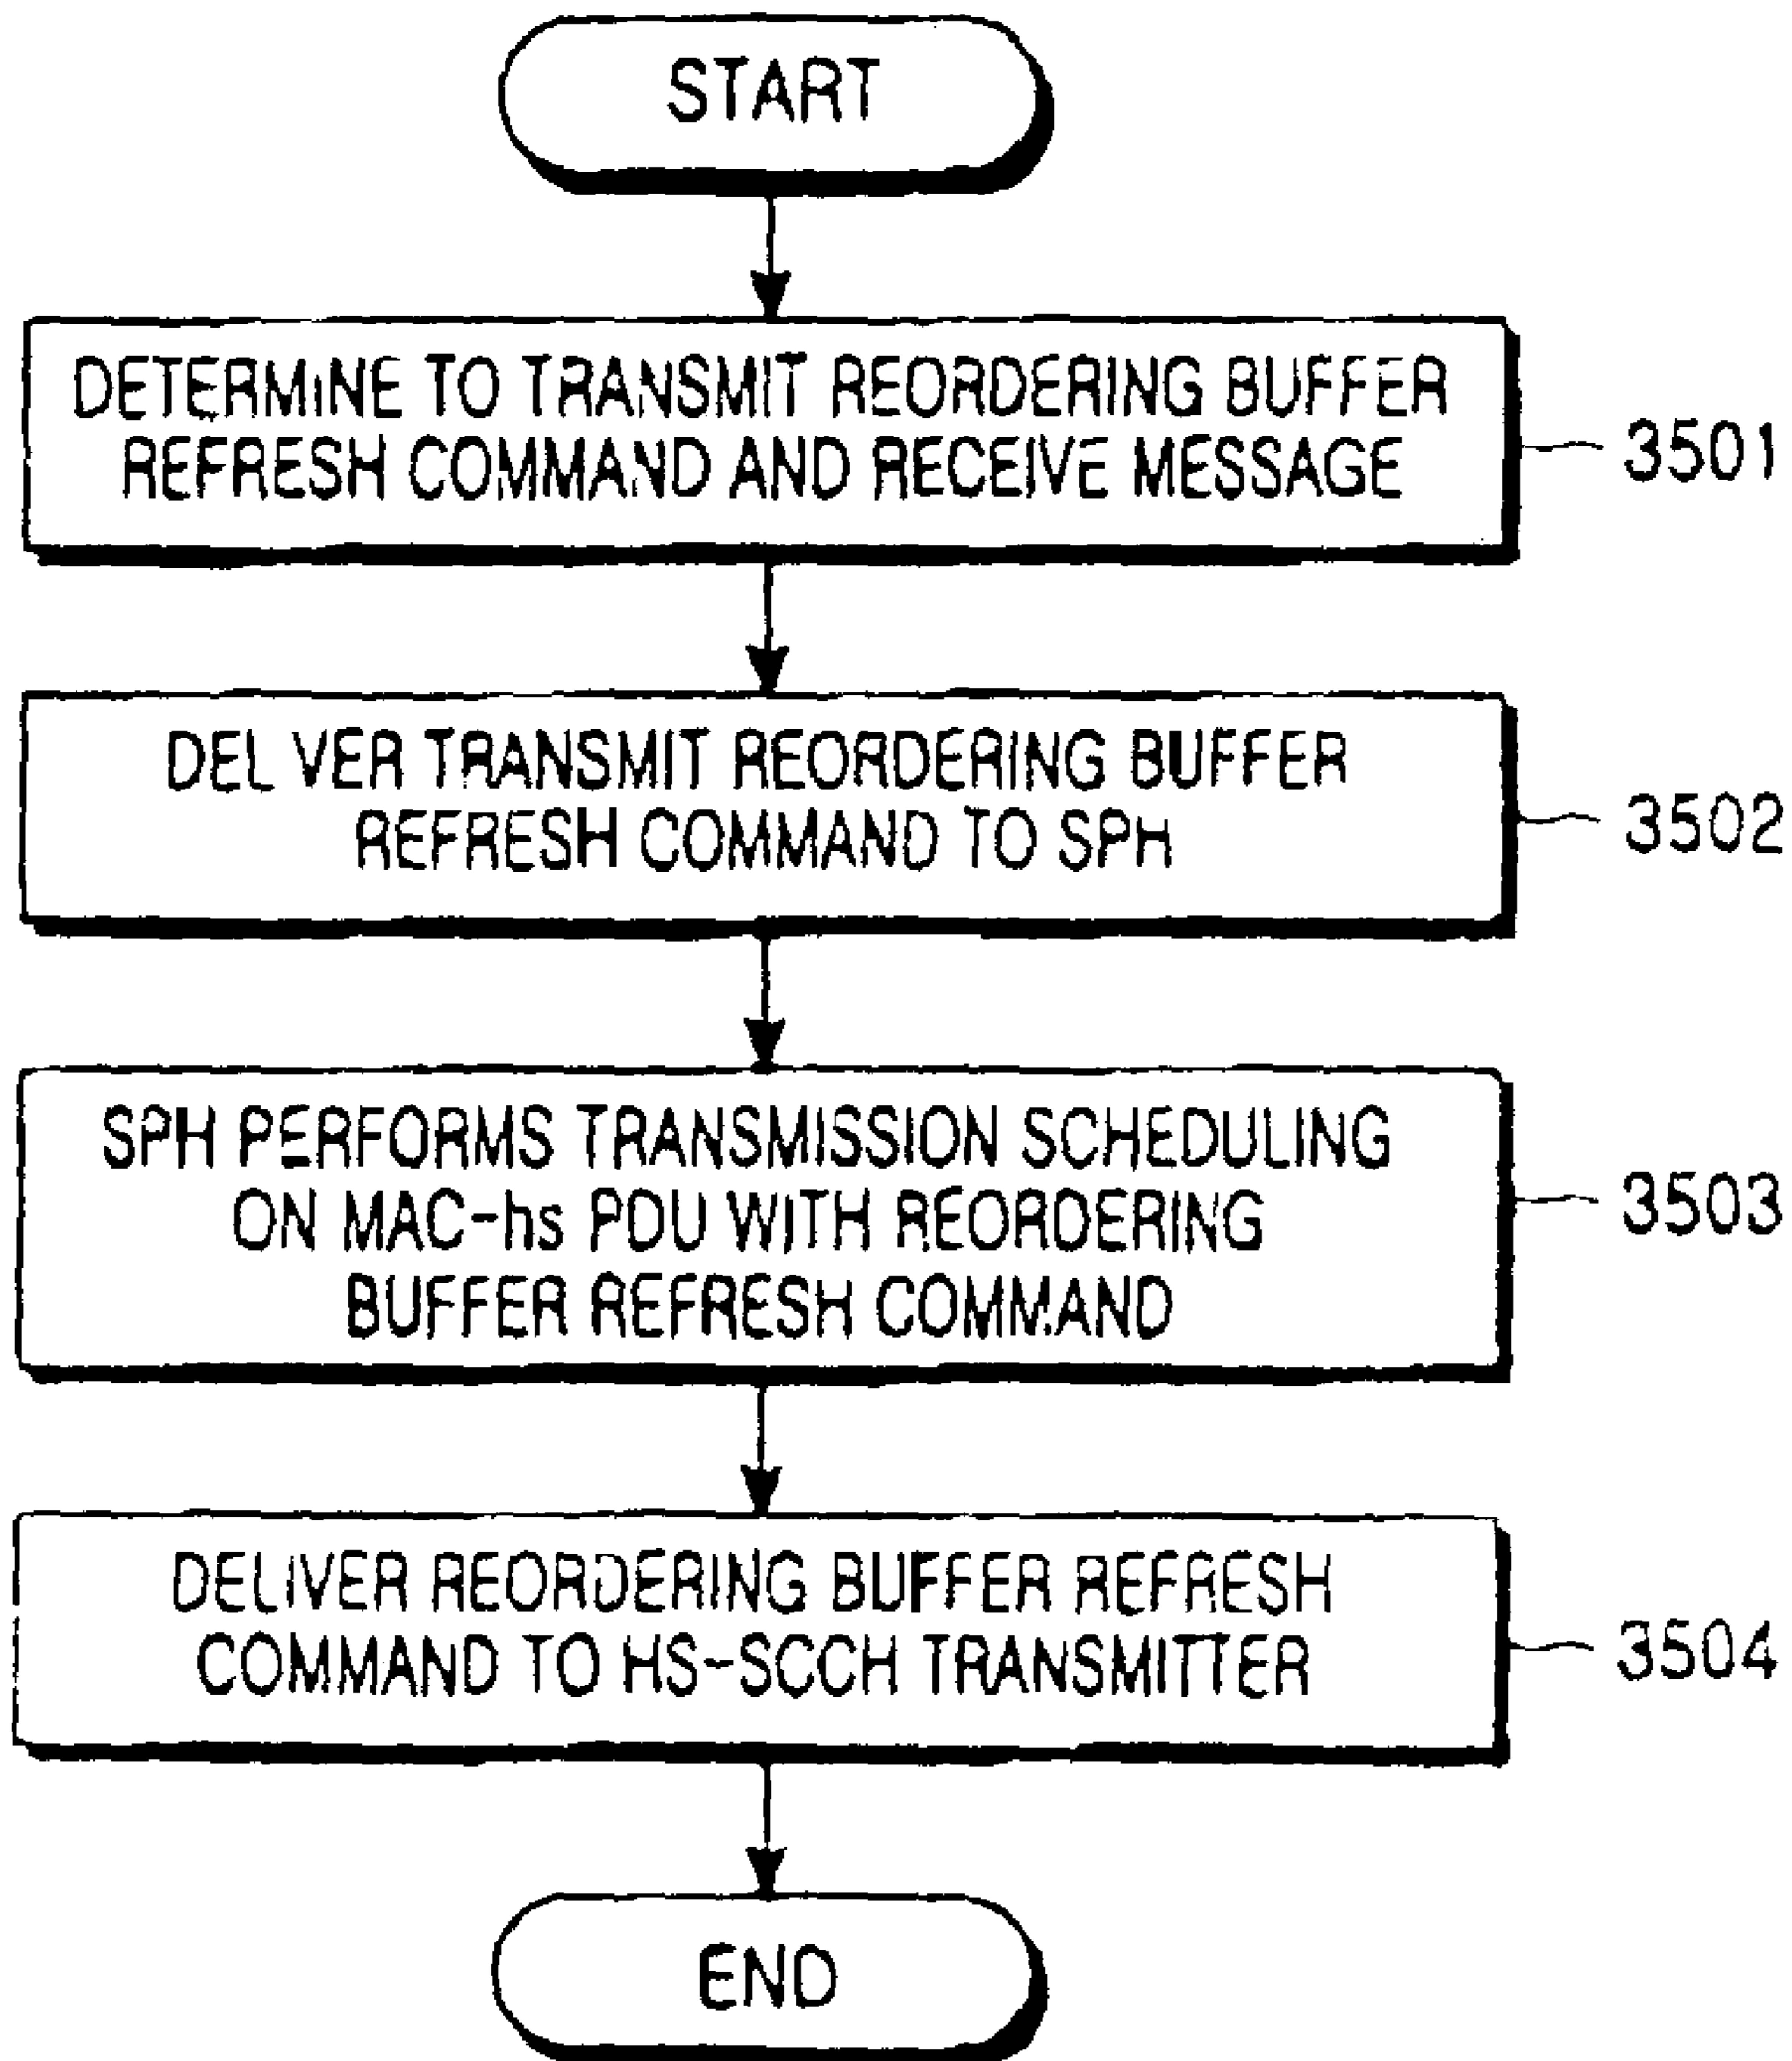 START
DETERMINE TO TRANSMIT REORDERING BUFFER
REFRESH COMMAND AND RECEIVE MESSAGE
3501
DEL VER TRANSMIT REORDERING BUFFER
REFRESH COMMAND TO SPH
3502
SPH PERFORMS TRANSMISSION SCHEDULING
ON MAC-hs PDU WITH REORDERING
BUFFER REFRESH COMMAND
3503
DELIVER REORDERING BUFFER REFRESH
COMMAND TO HS-SCCH TRANSMITTER
3504
END